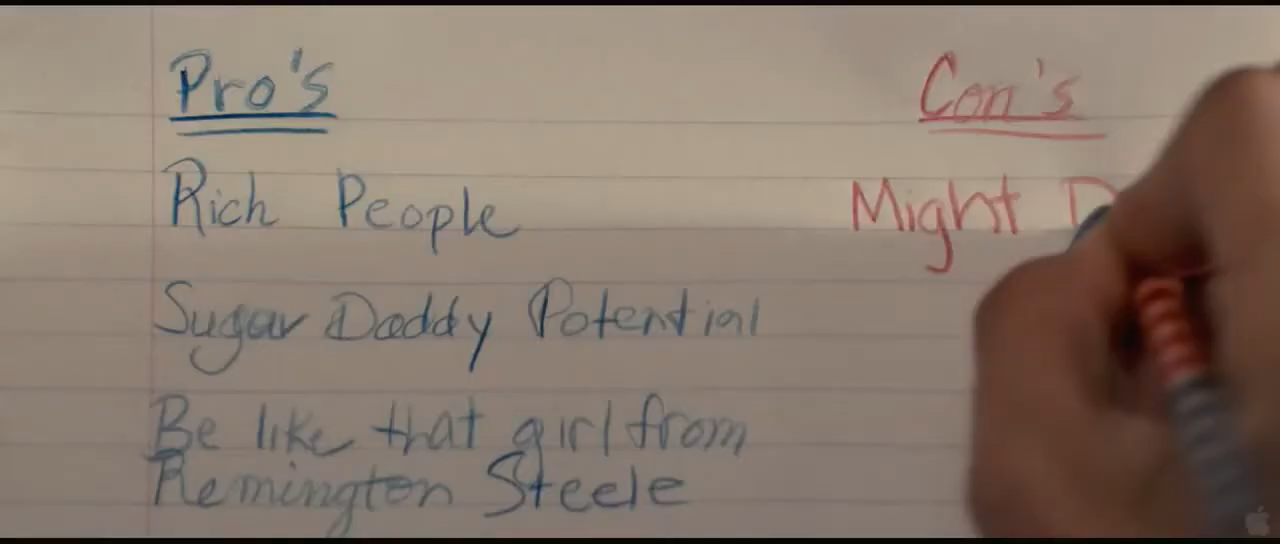 Pro's
Con's
Rich People
Might D
Sugar Daddy Potential
Be like that girl from
Remington Steele